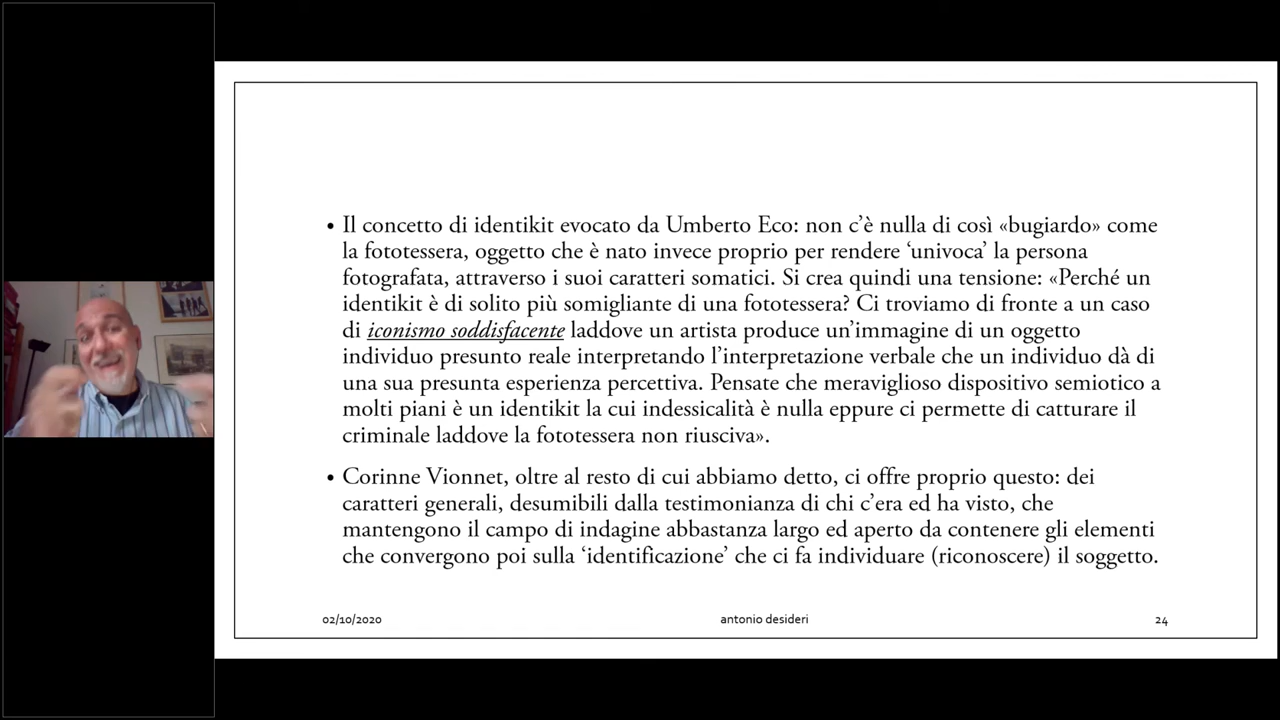 • Il concetto di identikit evocato da Umberto Eco: non c’è nulla di così «bugiardo» come
la fototessera, oggetto che è nato invece proprio per rendere ‘univoca’ la persona
fotografata, attraverso i suoi caratteri somatici. Si crea quindi una tensione: «Perché un
identikit è di solito più somigliante di una fototessera? Ci troviamo di fronte a un caso
di iconismo soddisfacente laddove un artista produce un’immagine di un oggetto
individuo presunto reale interpretando l’interpretazione verbale che un individuo dà di
una sua presunta esperienza percettiva. Pensate che meraviglioso dispositivo semiotico a
molti piani è un identikit la cui indessicalità è nulla eppure ci permette di catturare il
criminale laddove la fototessera non riusciva».
• Corinne Vionnet, oltre al resto di cui abbiamo detto, ci offre proprio questo: dei
caratteri generali, desumibili dalla testimonianza di chi c’era ed ha visto, che
mantengono il campo di indagine abbastanza largo ed aperto da contenere gli elementi
che convergono poi sulla ‘identificazione’ che ci fa individuare (riconoscere) il soggetto.
02/10/2020 antonio desideri 24